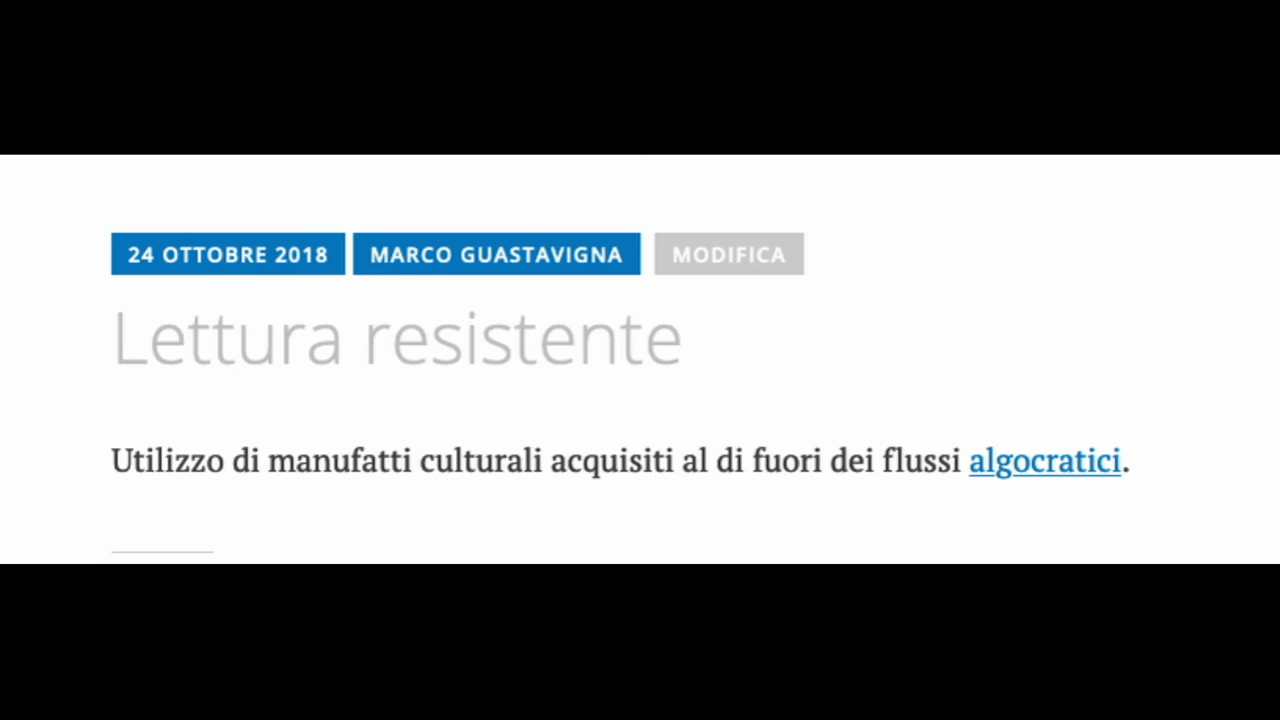 24 OTTOBRE 2018 MARCO GUASTAVIGNA MODIFICA
Lettura resistente
Utilizzo di manufatti culturali acquisiti al di fuori dei flussi algocratici.